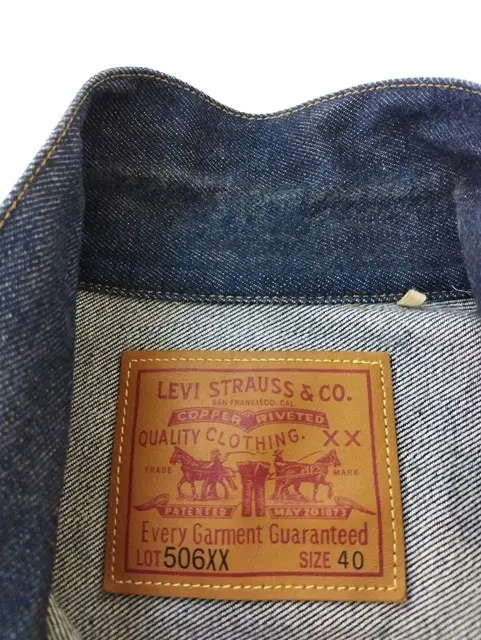 LEVI STRAUSS & CO.
SAN FRANCISCO, CAL.
COPPER RIVETED
QUALITY CLOTHING. XX
TRADE MARK
PATENTED MAY 20 1873
Every Garment Guaranteed
LOT 506XX SIZE 40